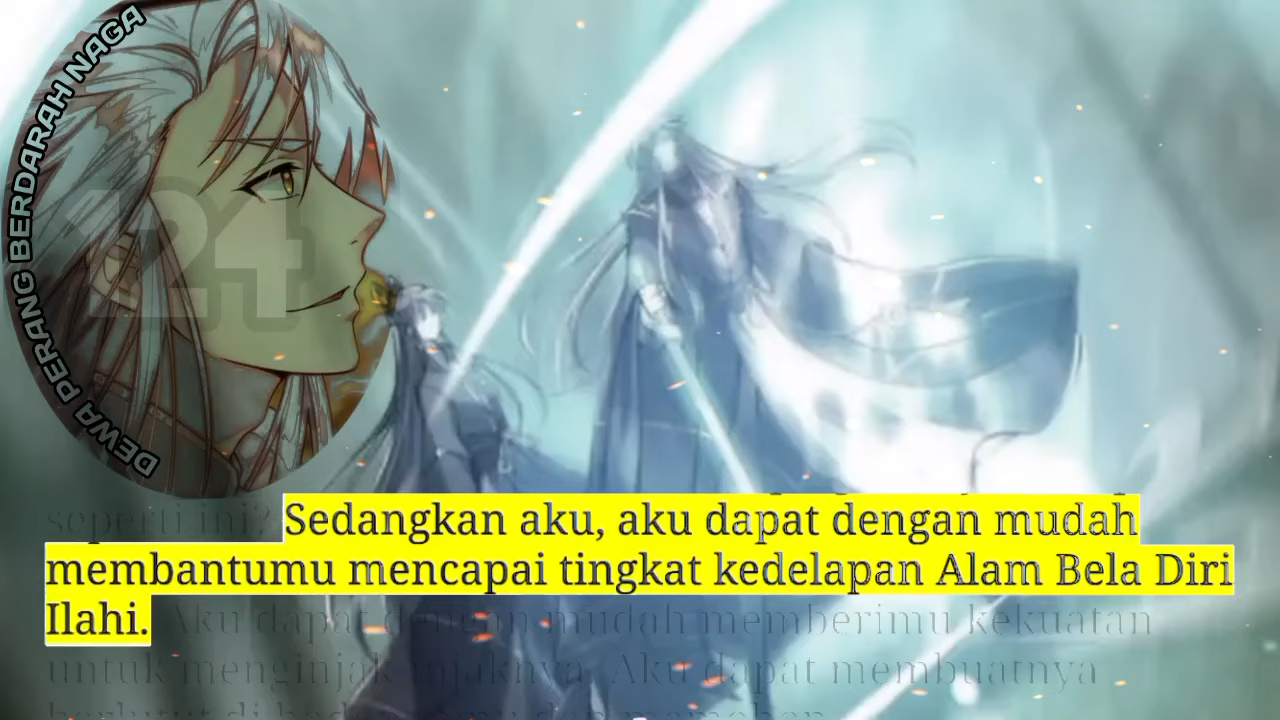 DEWA PERANG BERDARAH NAGA
124
seperti ini? Sedangkan aku, aku dapat dengan mudah
membantumu mencapai tingkat kedelapan Alam Bela Diri
Ilahi. Aku dapat dengan mudah memberimu kekuatan
untuk menginjak-injaknya. Aku dapat membuatnya